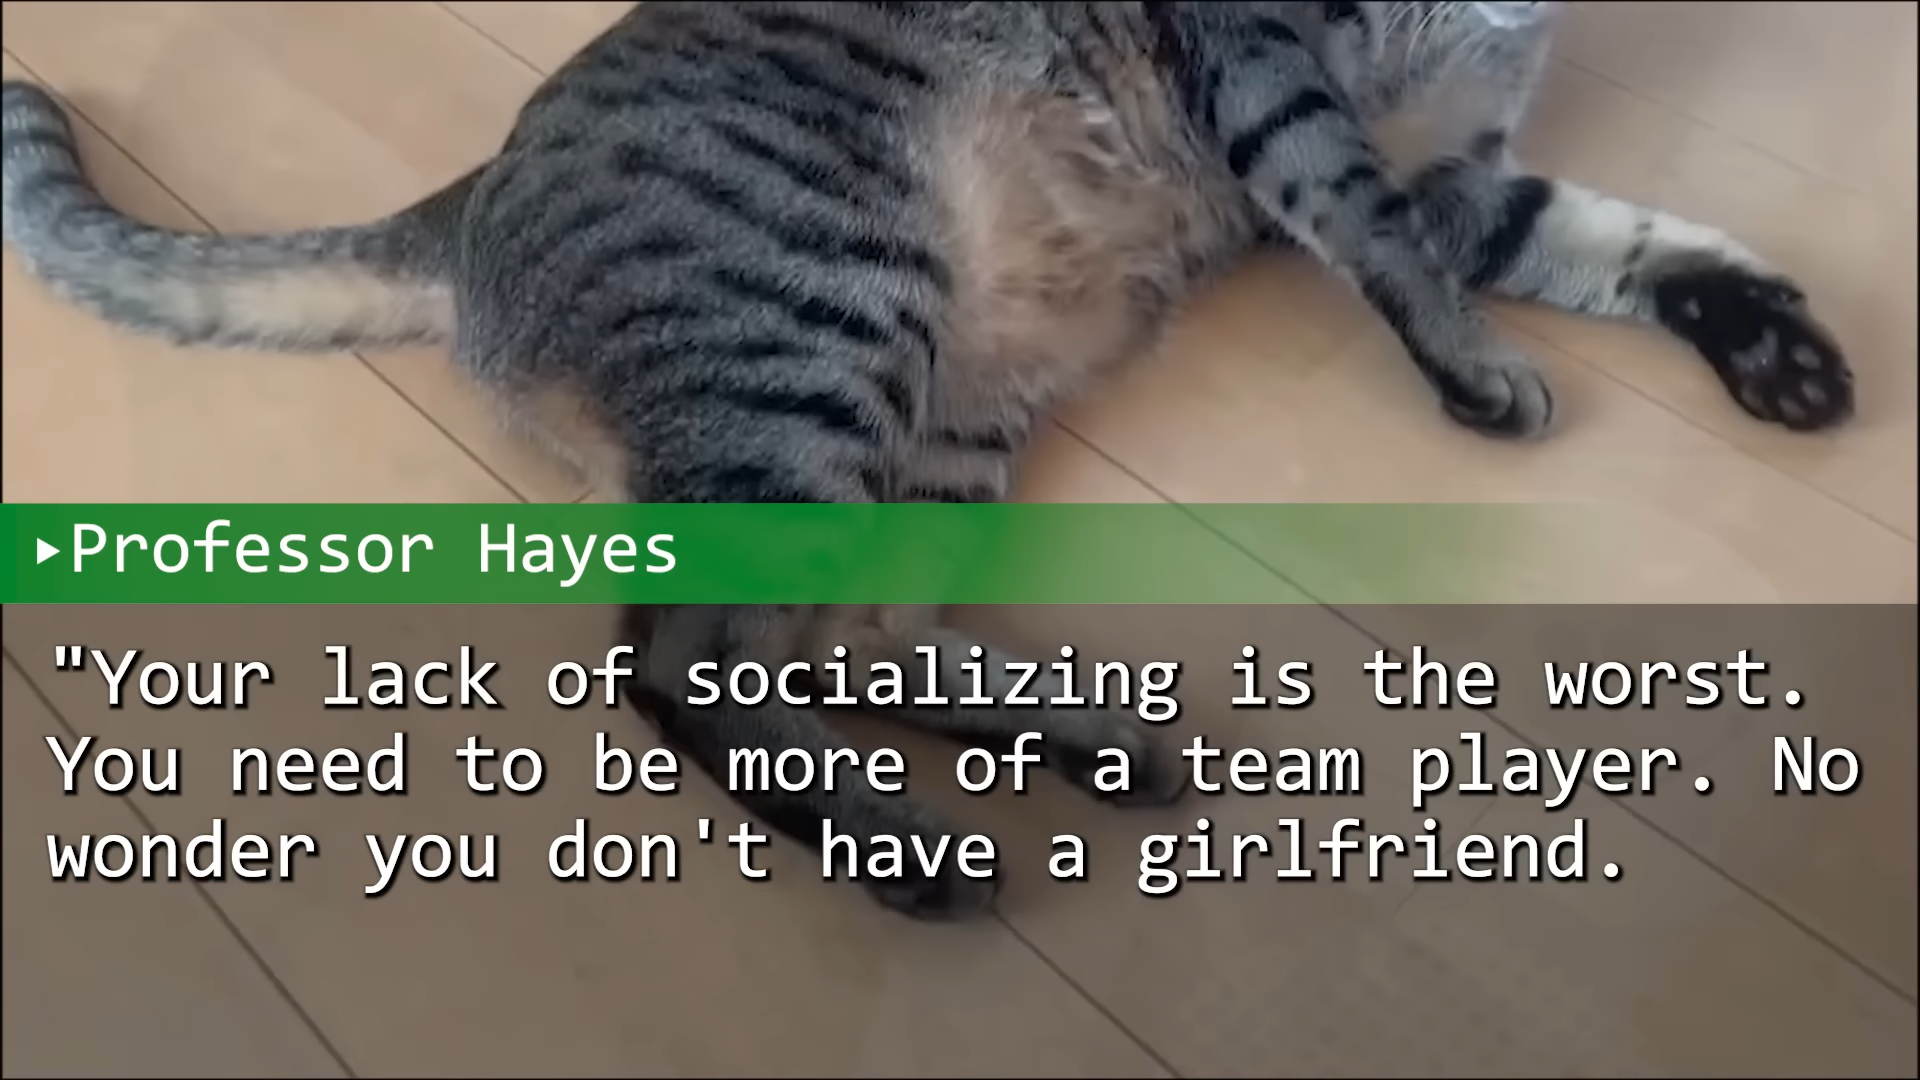 ▶Professor Hayes
"Your lack of socializing is the worst.
You need to be more of a team player. No
wonder you don't have a girlfriend.